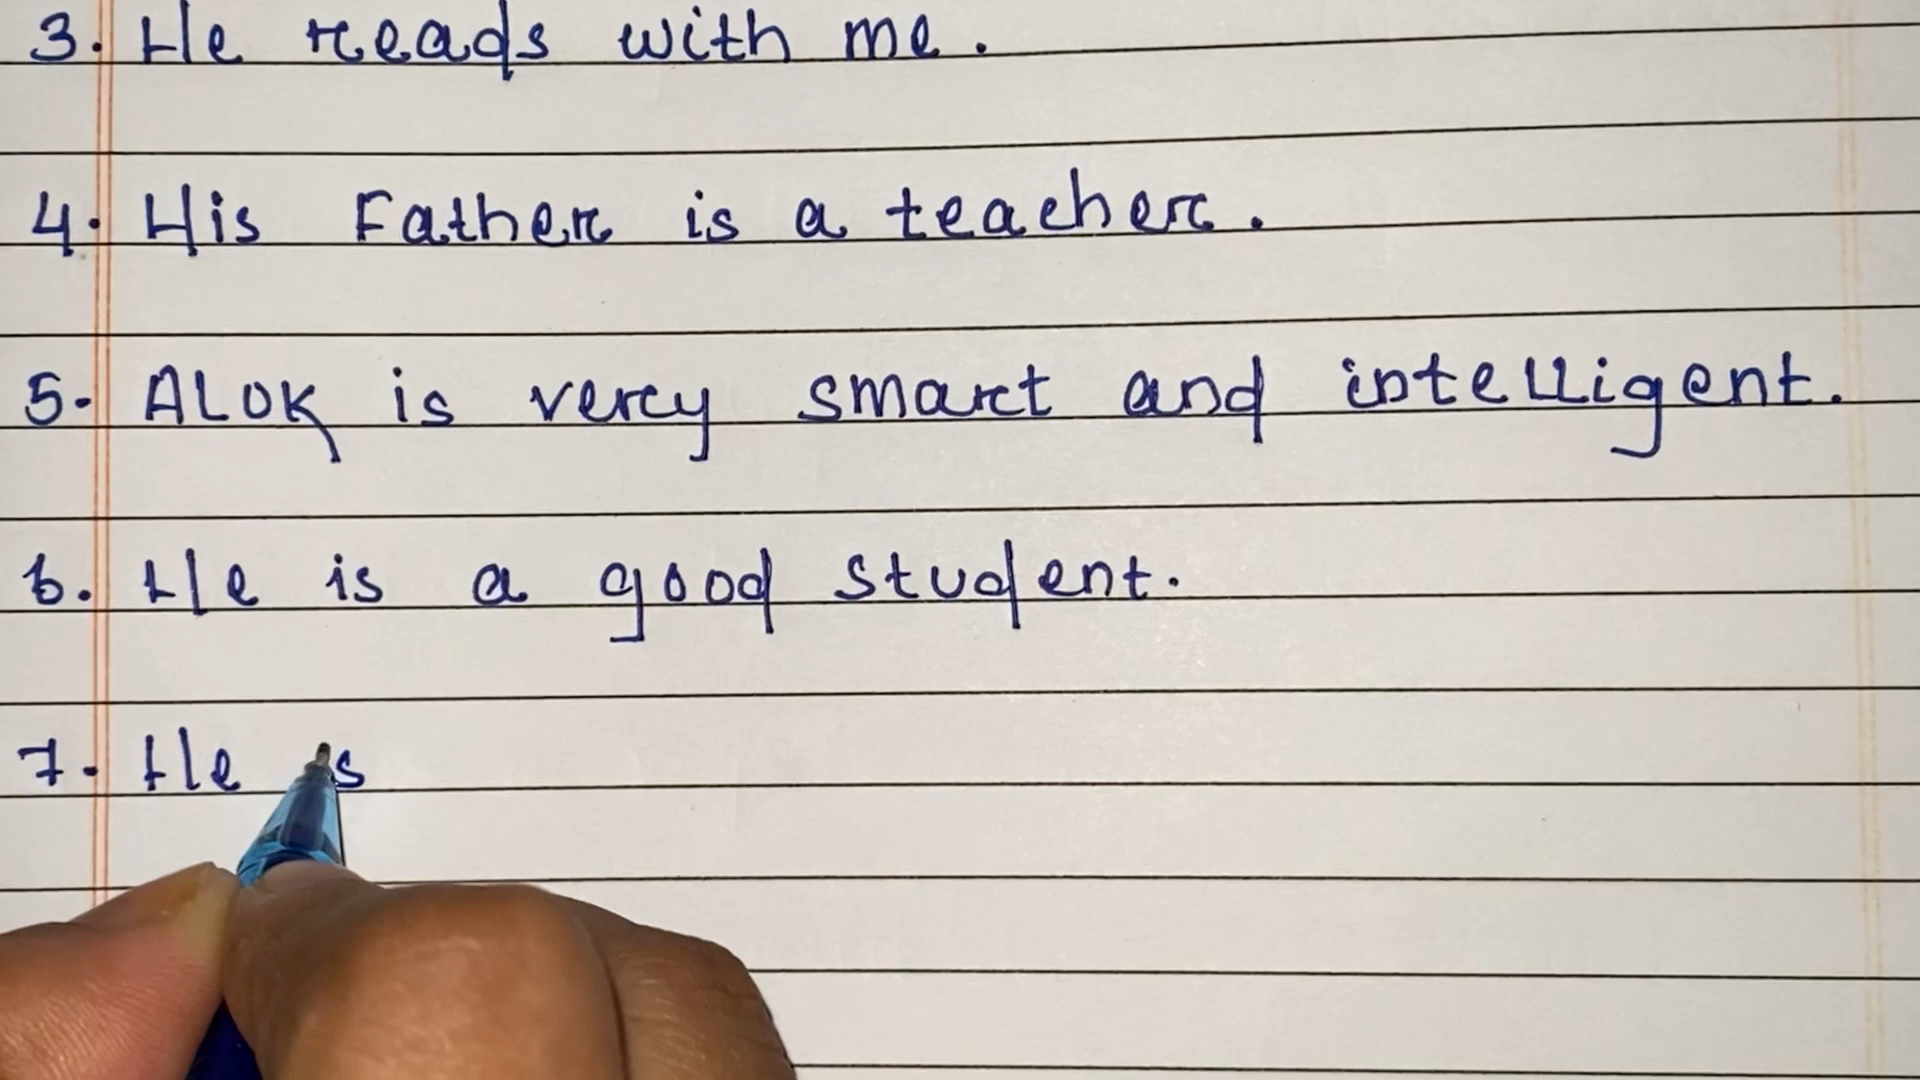 3. He reads with me.
4. His Father is a teacher.
5. ALOK is very smart and intelligent.
6. He is a good student.
7. He is